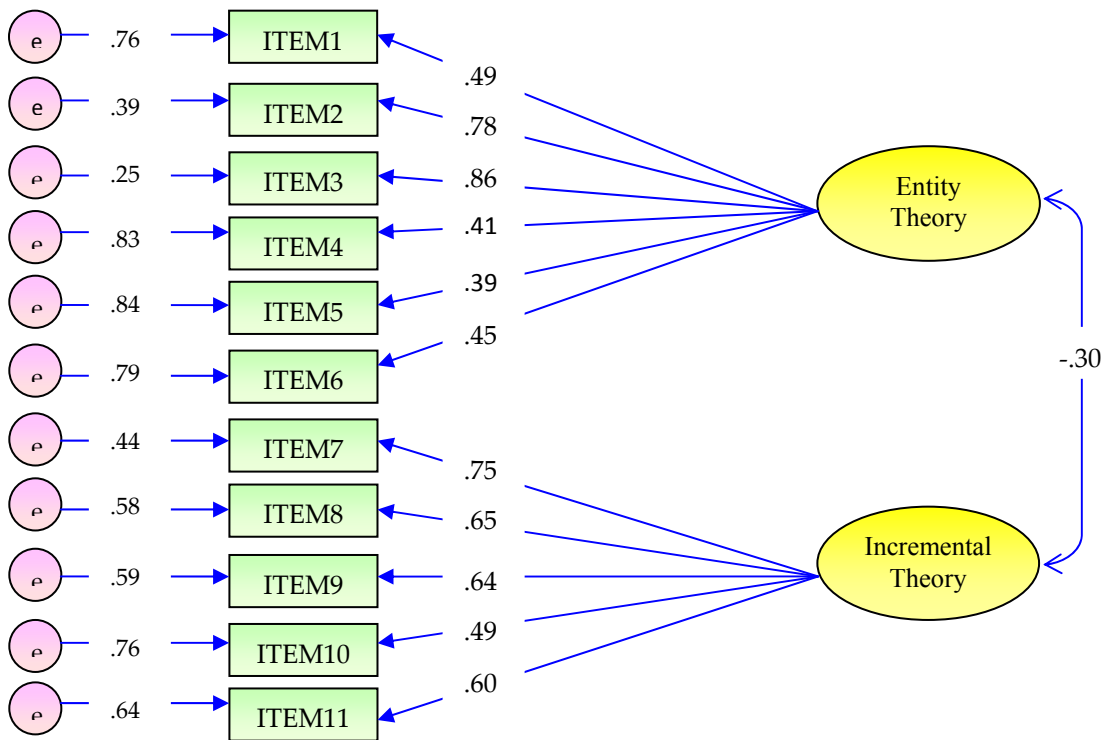 e .76 ITEM1 .49
e .39 ITEM2 .78
e .25 ITEM3 .86
e .83 ITEM4 .41
e .84 ITEM5 .39
e .79 ITEM6 .45
e .44 ITEM7 .75
e .58 ITEM8 .65
e .59 ITEM9 .64
e .76 ITEM10 .49
e .64 ITEM11 .60
Entity
Theory
-.30
Incremental
Theory